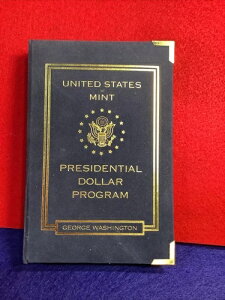 UNITED STATES
MINT
PRESIDENTIAL
DOLLAR
PROGRAM
GEORGE WASHINGTON